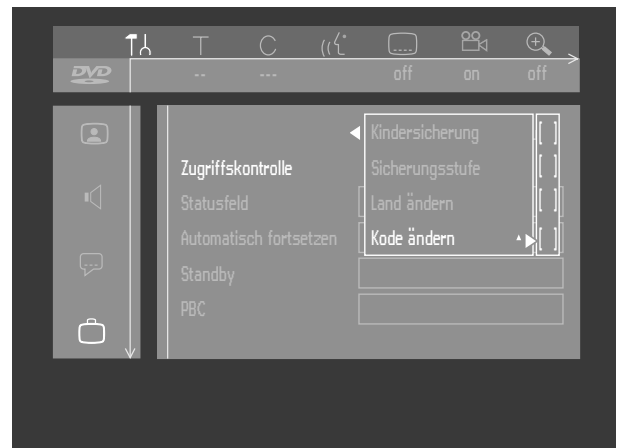 T C
DVD -- --- off on off
Kindersicherung [ ]
Zugriffskontrolle Sicherungsstufe [ ]
Statusfeld Land ändern [ ]
Automatisch fortsetzen Kode ändern [ ]
Standby
PBC